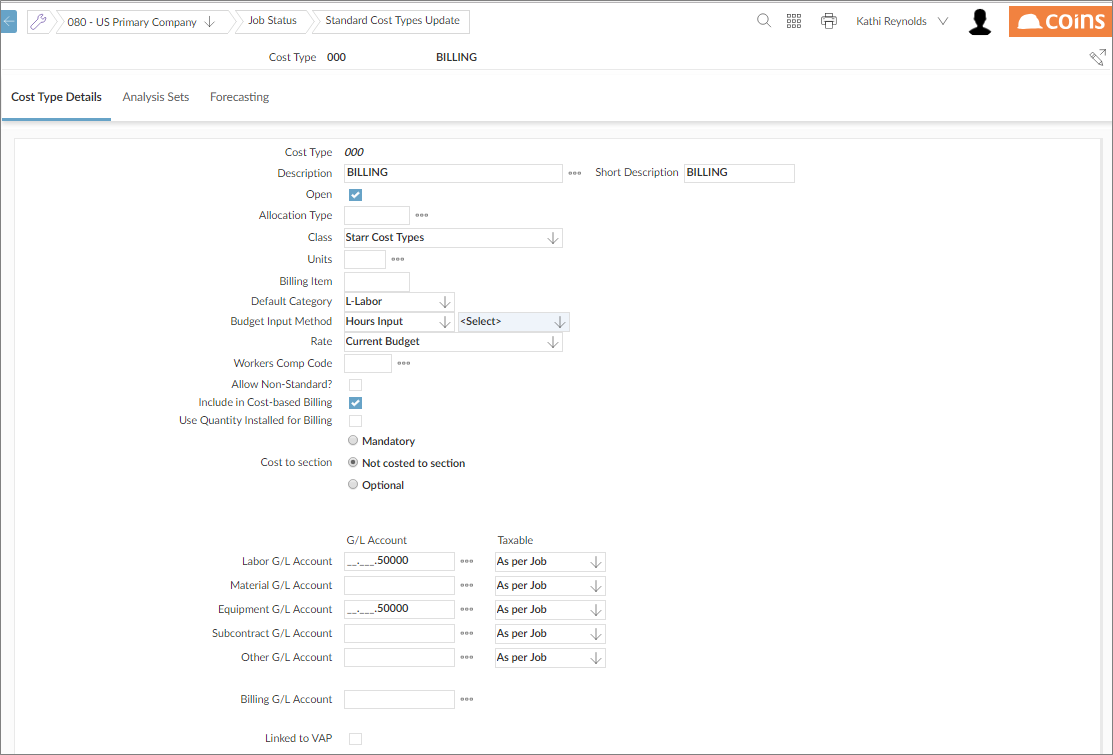 080 - US Primary Company Job Status Standard Cost Types Update Kathi Reynolds coins
Cost Type 000 BILLING
Cost Type Details Analysis Sets Forecasting
Cost Type 000
Description BILLING Short Description BILLING
Open
Allocation Type
Class Starr Cost Types
Units
Billing Item
Default Category L-Labor
Budget Input Method Hours Input <Select>
Rate Current Budget
Workers Comp Code
Allow Non-Standard?
Include in Cost-based Billing
Use Quantity Installed for Billing
Mandatory
Cost to section Not costed to section
Optional
G/L Account Taxable
Labor G/L Account __.___.50000 As per Job
Material G/L Account As per Job
Equipment G/L Account __.___.50000 As per Job
Subcontract G/L Account As per Job
Other G/L Account As per Job
Billing G/L Account
Linked to VAP